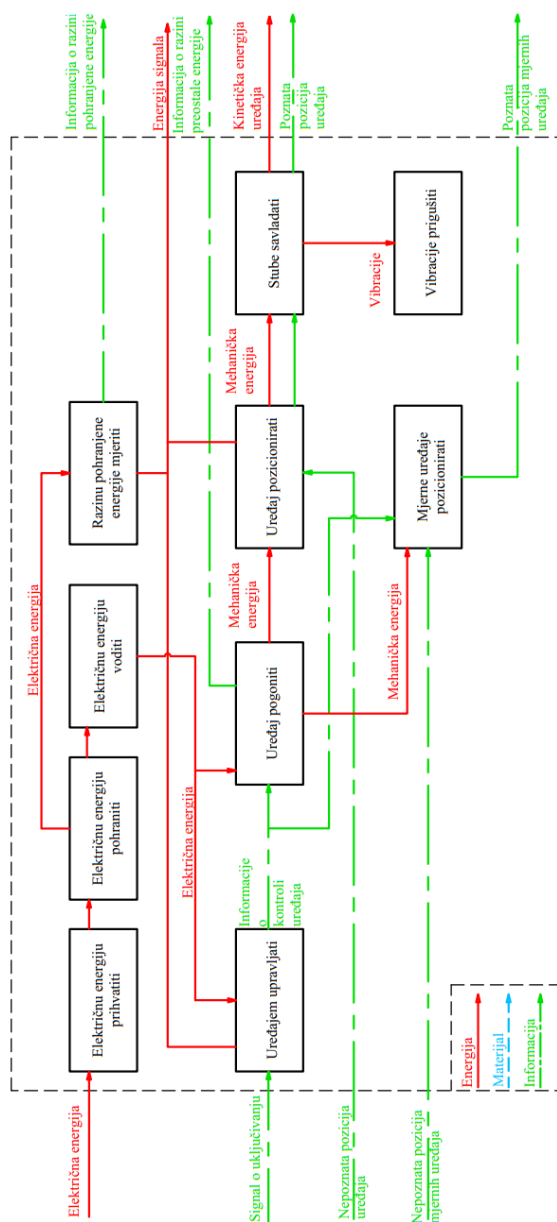 Električna energija
Električnu energiju
prihvatiti
Električnu energiju
pohraniti
Električnu energiju
voditi
Električna energija
Razinu pohranjene
energije mjeriti
Informacija o razini
pohranjene energije
Energija signala
Informacija o razini
preostale energije
Signal o uključivanju
Uređajem upravljati
Električna energija
Informacije
o
kontroli
uređaja
Uređaj pogoniti
Mehanička
energija
Uređaj pozicionirati
Mehanička
energija
Stube savladati
Kinetička energija
uređaja
Poznata
pozicija
uređaja
Vibracije
Vibracije prigušiti
Nepoznata pozicija
uređaja
Nepoznata pozicija
mjernih uređaja
Mehanička energija
Mjerne uređaje
pozicionirati
Poznata
pozicija mjernih
uređaja
Energija
Materijal
Informacija